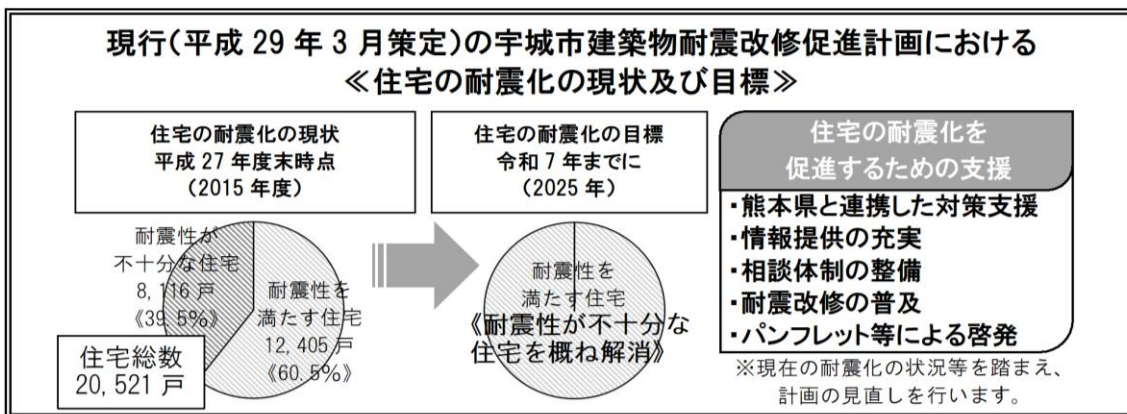 現行(平成 29 年 3 月策定)の宇城市建築物耐震改修促進計画における
≪住宅の耐震化の現状及び目標≫
住宅の耐震化の現状
平成 27 年度末時点
(2015 年度)
耐震性が
不十分な住宅
8,116 戸
《39.5%》
耐震性を
満たす住宅
12,405 戸
《60.5%》
住宅総数
20,521 戸
住宅の耐震化の目標
令和 7 年までに
(2025 年)
耐震性を
満たす住宅
《耐震性が不十分な
住宅を概ね解消》
住宅の耐震化を
促進するための支援
・熊本県と連携した対策支援
・情報提供の充実
・相談体制の整備
・耐震改修の普及
・パンフレット等による啓発
※現在の耐震化の状況等を踏まえ、
計画の見直しを行います。